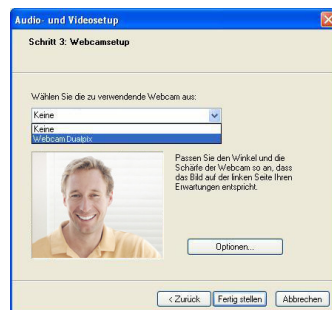 Audio- und Videosetup
Schritt 3: Webcamsetup
Wählen Sie die zu verwendende Webcam aus:
Keine
Keine
Webcam Dualpix
Passen Sie den Winkel und die
Schärfe der Webcam so an, dass
das Bild auf der linken Seite Ihren
Erwartungen entspricht.
Optionen...
< Zurück
Fertig stellen
Abbrechen